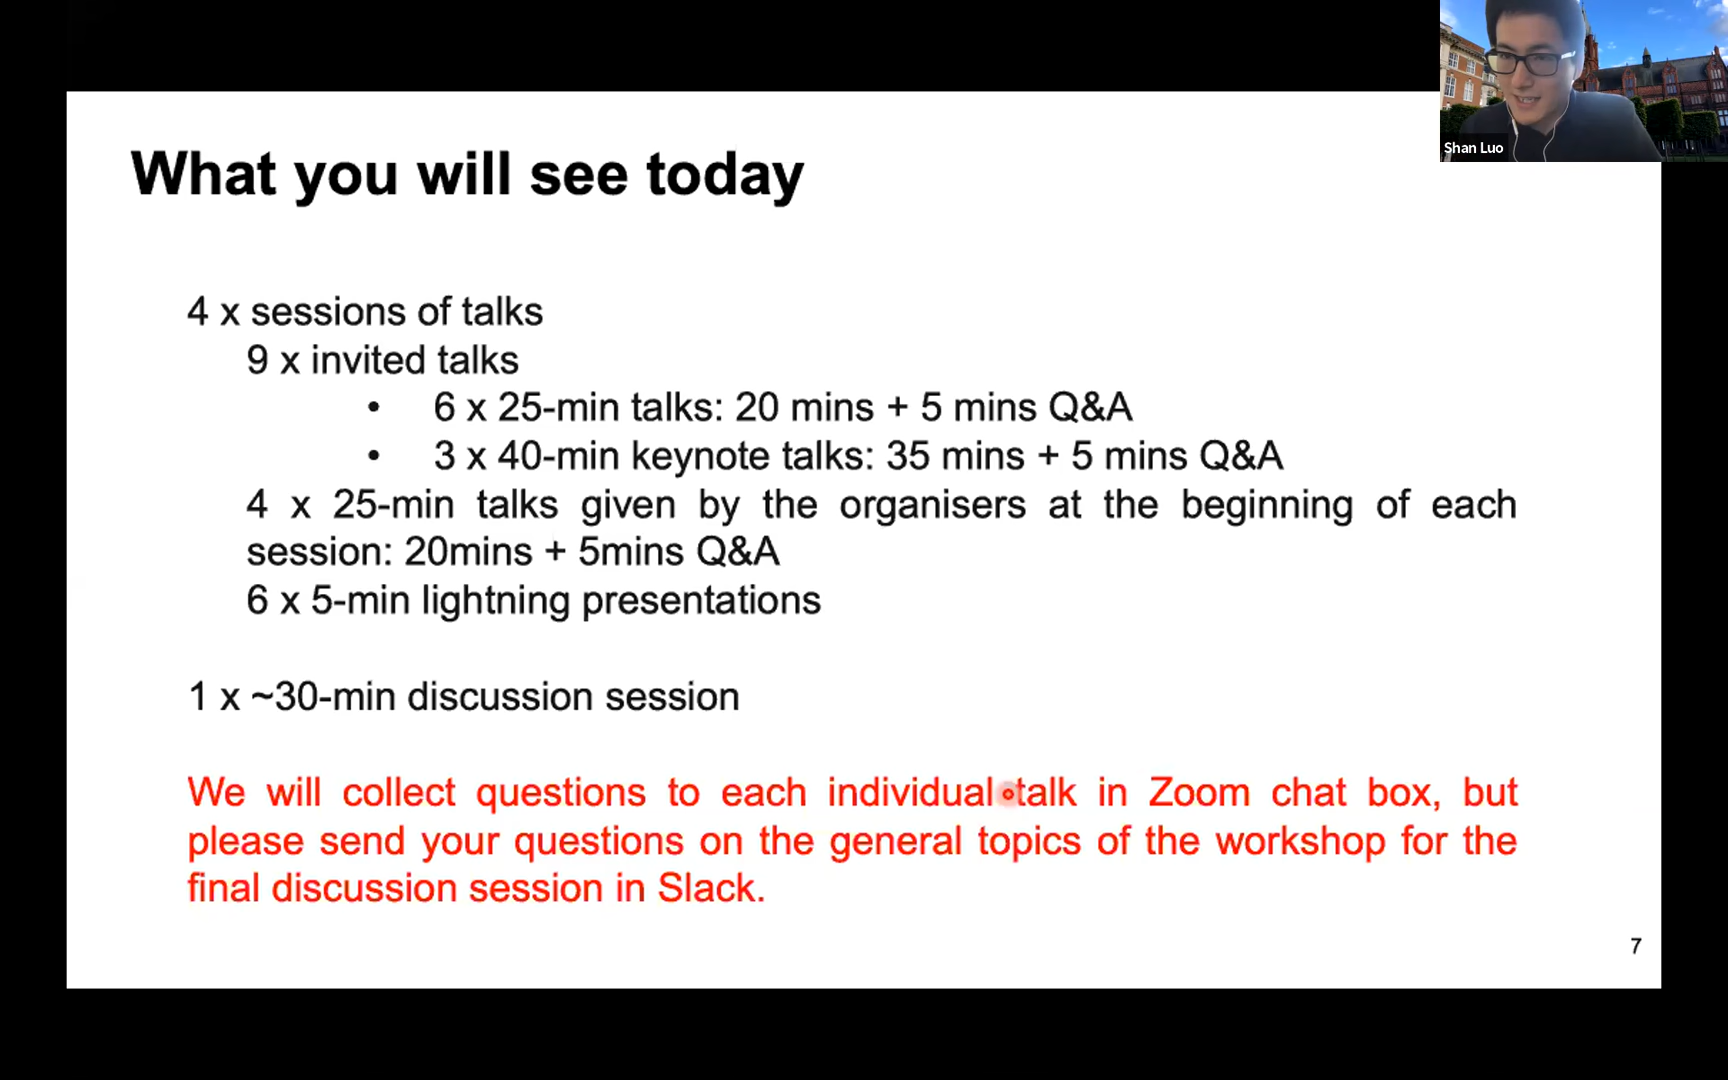 Shan Luo
What you will see today
4 x sessions of talks
9 x invited talks
• 6 x 25-min talks: 20 mins + 5 mins Q&A
• 3 x 40-min keynote talks: 35 mins + 5 mins Q&A
4 x 25-min talks given by the organisers at the beginning of each
session: 20mins + 5mins Q&A
6 x 5-min lightning presentations
1 x ~30-min discussion session
We will collect questions to each individual talk in Zoom chat box, but
please send your questions on the general topics of the workshop for the
final discussion session in Slack.
7